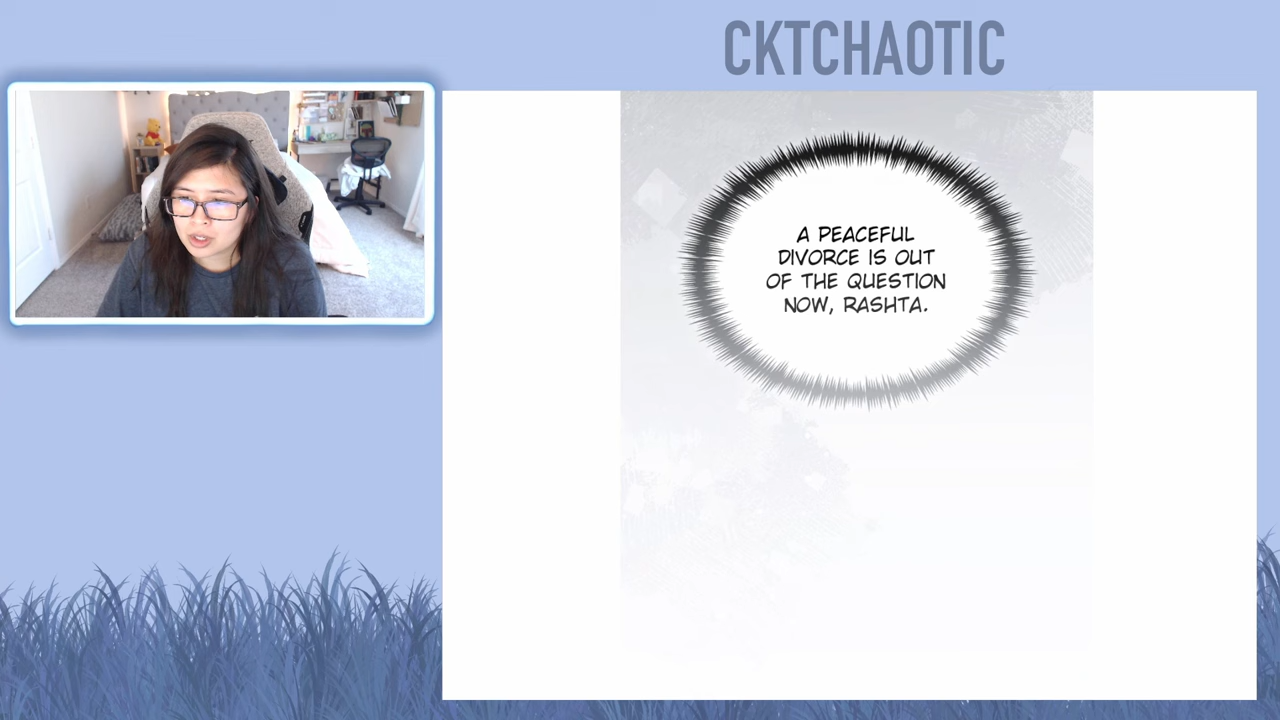 CKTCHAOTIC
A PEACEFUL
DIVORCE IS OUT
OF THE QUESTION
NOW, RASHTA.